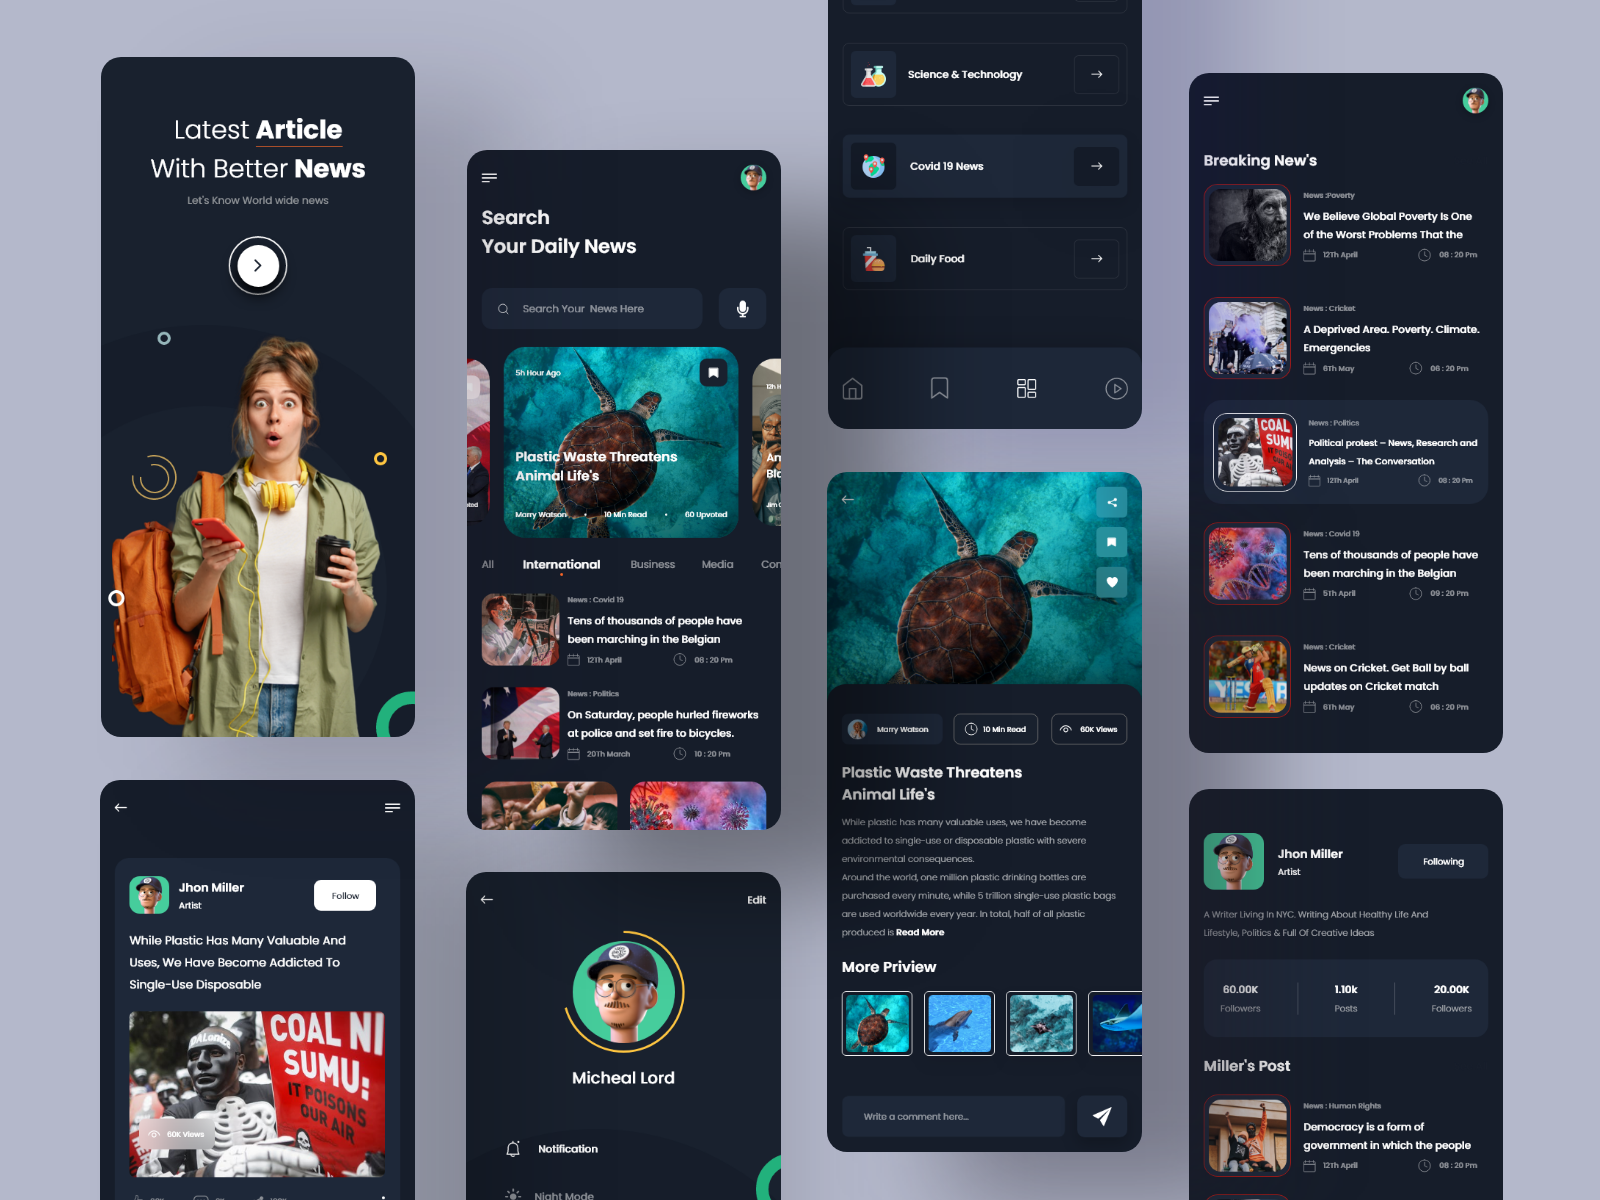 Latest Article
With Better News
Let's Know World wide news
Jhon Miller
Artist
Follow
While Plastic Has Many Valuable And
Uses, We Have Become Addicted To
Single-Use Disposable
COAL NI
SUMU:
IT POISONS
OUR AIR
60K Views
Search
Your Daily News
Search Your News Here
5h Hour Ago
Plastic Waste Threatens
Animal Life's
Marry Watson • 10 Min Read • 60 Upvoted
12h H
An
Bla
Jim C
All
International
Business
Media
Con
News : Covid 19
Tens of thousands of people have
been marching in the Belgian
12Th April
08 : 20 Pm
News : Politics
On Saturday, people hurled fireworks
at police and set fire to bicycles.
20Th March
10 : 20 Pm
Edit
Micheal Lord
Notification
Night Mode
Science & Technology
Covid 19 News
Daily Food
Marry Watson
10 Min Read
60K Views
Plastic Waste Threatens
Animal Life's
While plastic has many valuable uses, we have become
addicted to single-use or disposable plastic with severe
environmental consequences.
Around the world, one million plastic drinking bottles are
purchased every minute, while 5 trillion single-use plastic bags
are used worldwide every year. In total, half of all plastic
produced is Read More
More Priview
Write a comment here...
Breaking New's
News :Poverty
We Believe Global Poverty Is One
of the Worst Problems That the
12Th April
08 : 20 Pm
News : Cricket
A Deprived Area. Poverty. Climate.
Emergencies
6Th May
06 : 20 Pm
COAL
SUMI
News : Politics
Political protest – News, Research and
Analysis – The Conversation
12Th April
08 : 20 Pm
News : Covid 19
Tens of thousands of people have
been marching in the Belgian
5Th April
09 : 20 Pm
YES
News : Cricket
News on Cricket. Get Ball by ball
updates on Cricket match
6Th May
06 : 20 Pm
Jhon Miller
Artist
Following
A Writer Living In NYC. Writing About Healthy Life And
Lifestyle, Politics & Full Of Creative Ideas
60.00K
Followers
1.10k
Posts
20.00K
Followers
Miller's Post
News : Human Rights
Democracy is a form of
government in which the people
12Th April
08 : 20 Pm